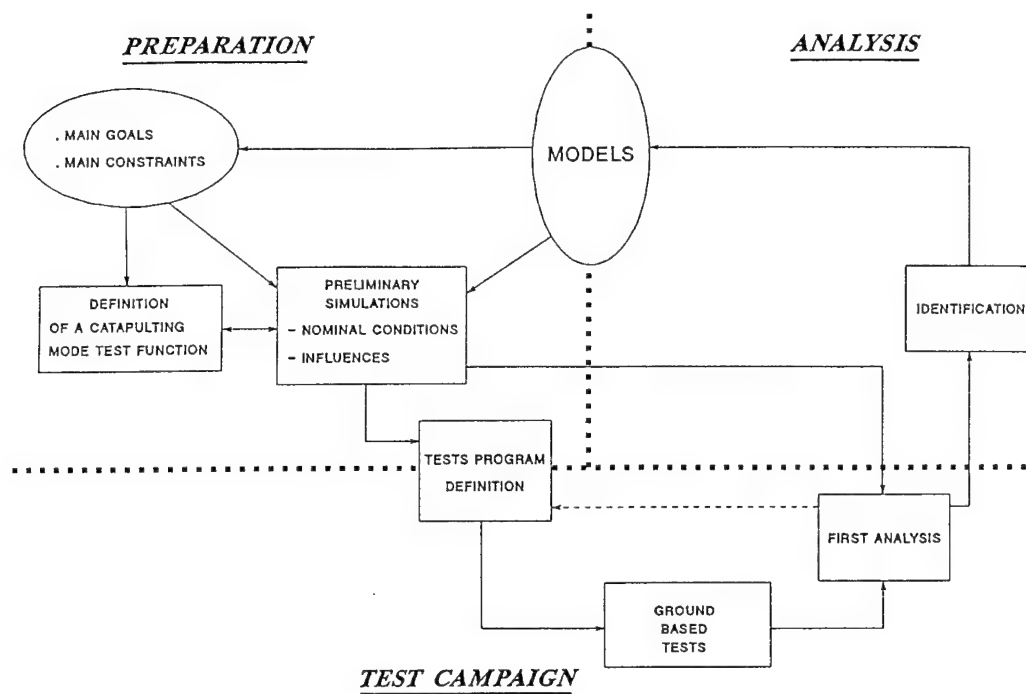 PREPARATION
ANALYSIS
. MAIN GOALS
. MAIN CONSTRAINTS
MODELS
DEFINITION
OF A CATAPULTING
MODE TEST FUNCTION
PRELIMINARY
SIMULATIONS
- NOMINAL CONDITIONS
- INFLUENCES
IDENTIFICATION
TESTS PROGRAM
DEFINITION
FIRST ANALYSIS
GROUND
BASED
TESTS
TEST CAMPAIGN